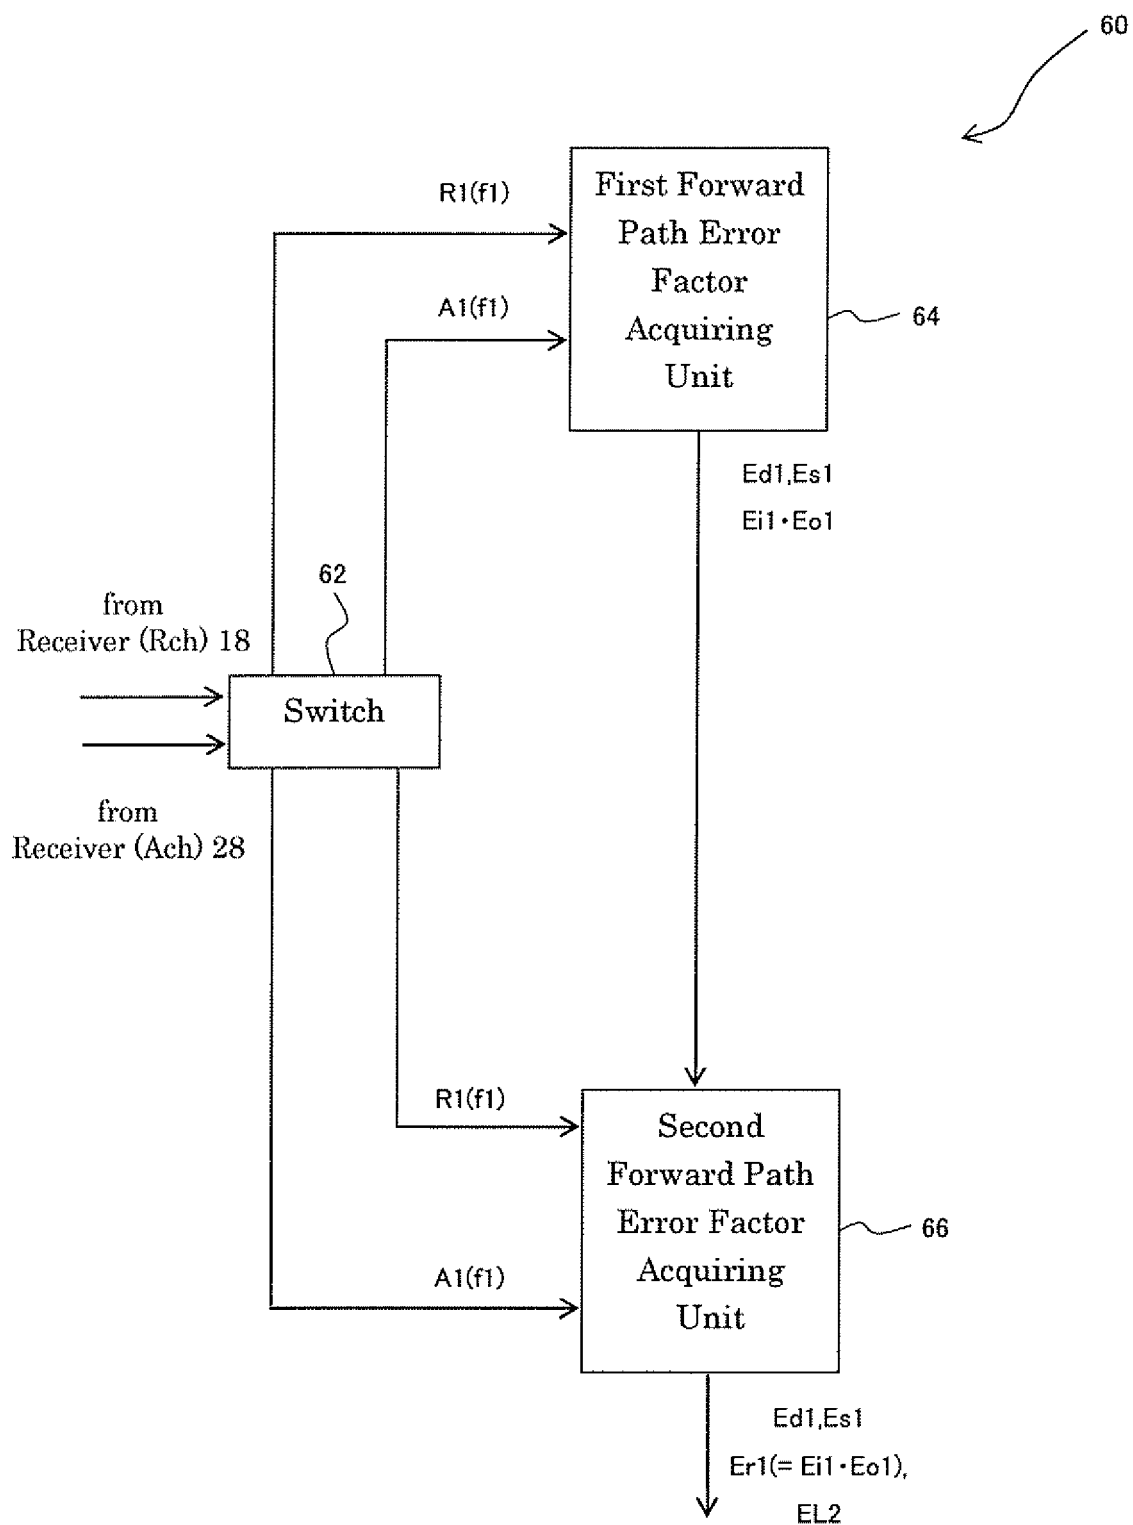 60
R1(f1)
First Forward
Path Error
Factor
Acquiring
Unit
A1(f1)
64
Ed1,Es1
Ei1・Eo1
62
from
Receiver (Rch) 18
Switch
from
Receiver (Ach) 28
R1(f1)
Second
Forward Path
Error Factor
Acquiring
Unit
66
A1(f1)
Ed1,Es1
Er1(= Ei1・Eo1),
EL2